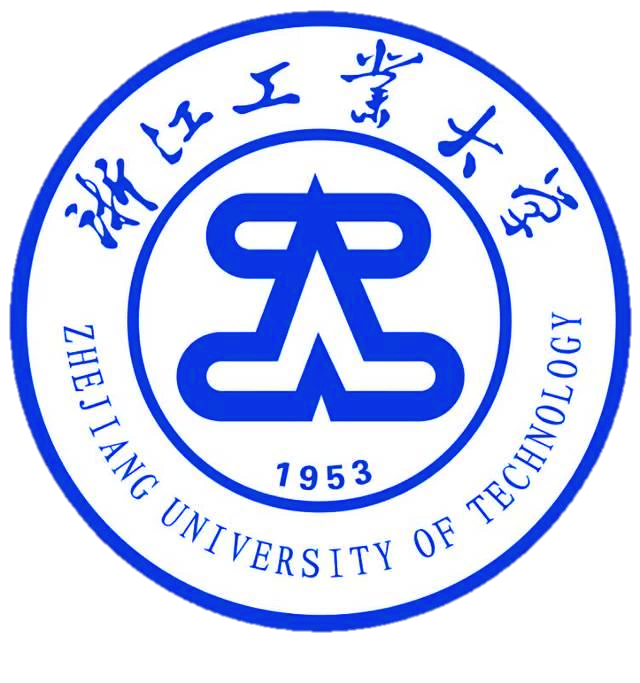 浙江工业大学
1953
ZHEJIANG UNIVERSITY OF TECHNOLOGY